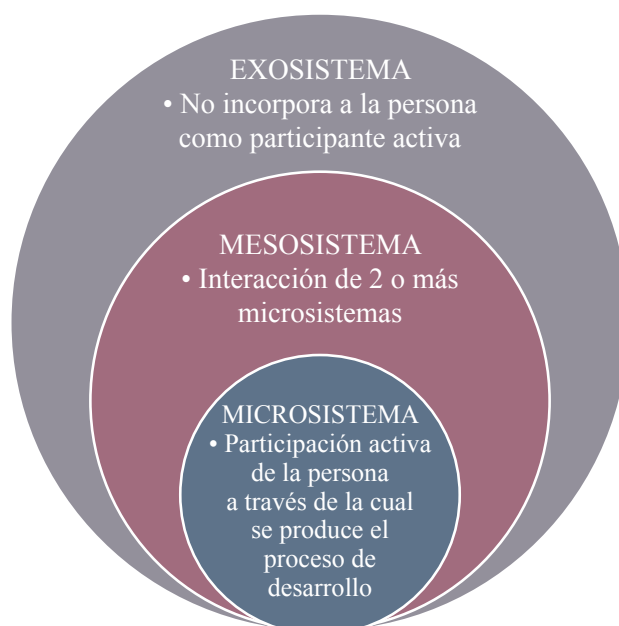 EXOSISTEMA
• No incorpora a la persona
como participante activa
MESOSISTEMA
• Interacción de 2 o más
microsistemas
MICROSISTEMA
• Participación activa
de la persona
a través de la cual
se produce el
proceso de
desarrollo